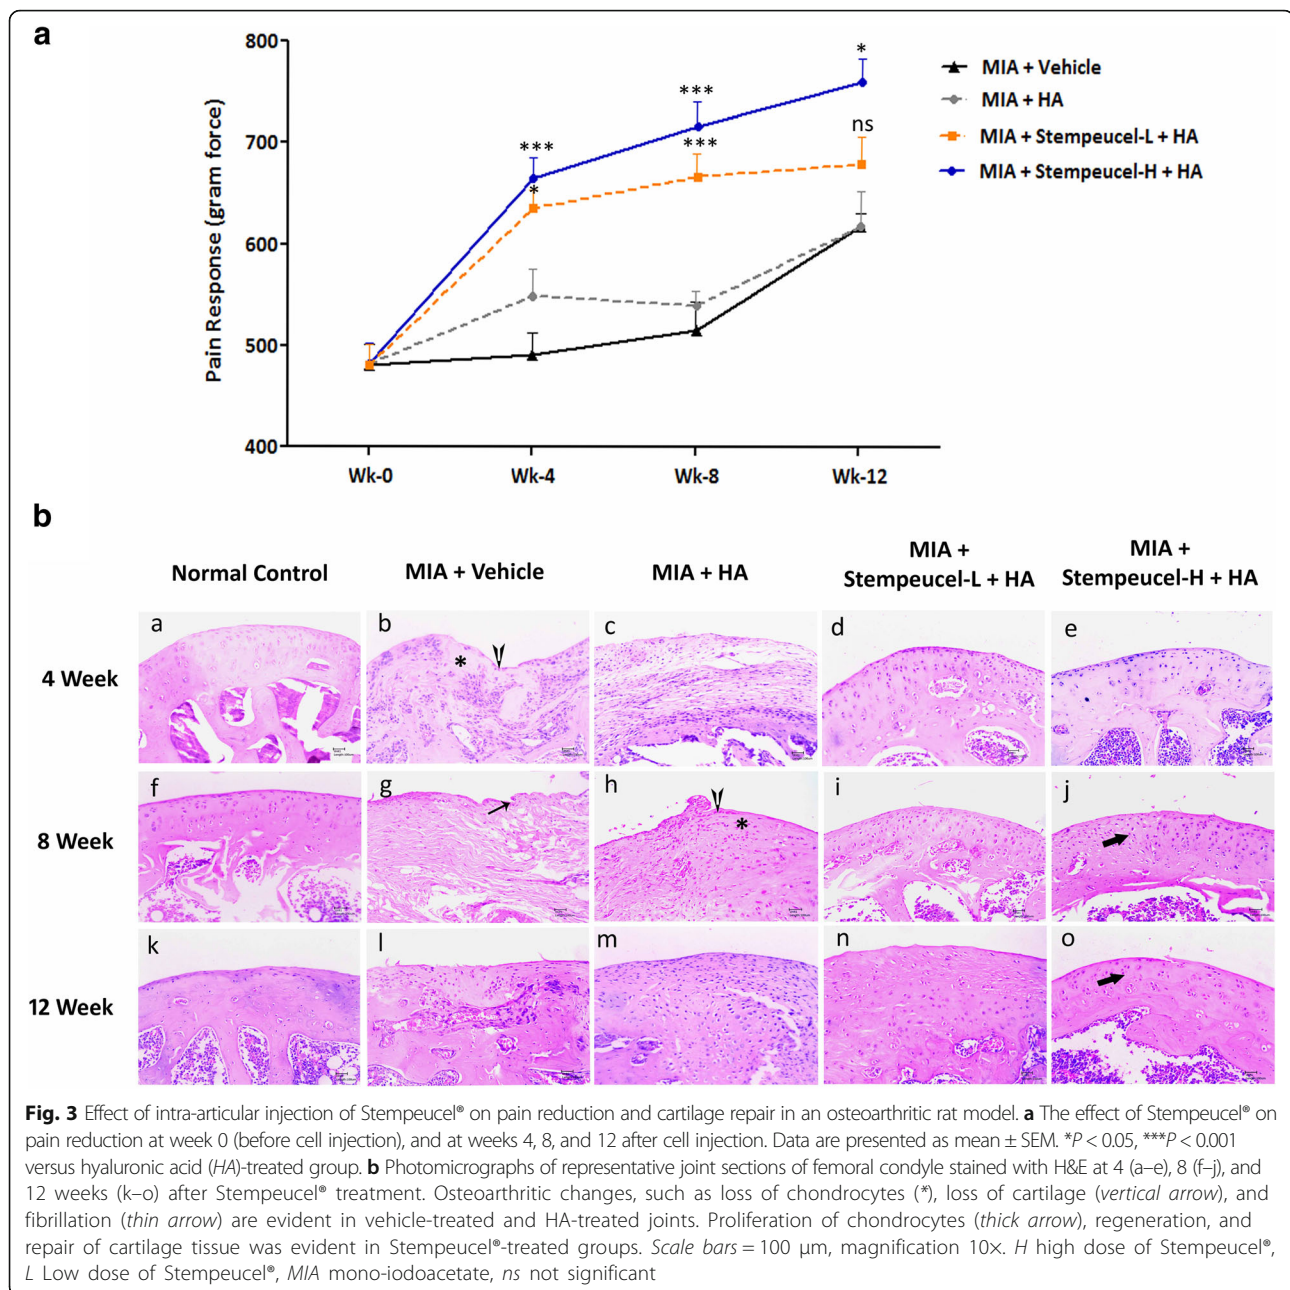 a
800
700
600
500
400
Pain Response (gram force)
***
*
***
***
*
ns
Wk-0
Wk-4
Wk-8
Wk-12
MIA + Vehicle
MIA + HA
MIA + Stempeucel-L + HA
MIA + Stempeucel-H + HA
b
Normal Control
MIA + Vehicle
MIA + HA
MIA +
Stempeucel-L + HA
MIA +
Stempeucel-H + HA
4 Week
a
b
*
c
d
e
8 Week
f
g
h
*
i
j
12 Week
k
l
m
n
o
Fig. 3 Effect of intra-articular injection of Stempeucel® on pain reduction and cartilage repair in an osteoarthritic rat model. a The effect of Stempeucel® on
pain reduction at week 0 (before cell injection), and at weeks 4, 8, and 12 after cell injection. Data are presented as mean ± SEM. *P < 0.05, ***P < 0.001
versus hyaluronic acid (HA)-treated group. b Photomicrographs of representative joint sections of femoral condyle stained with H&E at 4 (a–e), 8 (f–j), and
12 weeks (k–o) after Stempeucel® treatment. Osteoarthritic changes, such as loss of chondrocytes (*), loss of cartilage (vertical arrow), and
fibrillation (thin arrow) are evident in vehicle-treated and HA-treated joints. Proliferation of chondrocytes (thick arrow), regeneration, and
repair of cartilage tissue was evident in Stempeucel®-treated groups. Scale bars = 100 µm, magnification 10×. H high dose of Stempeucel®,
L Low dose of Stempeucel®, MIA mono-iodoacetate, ns not significant